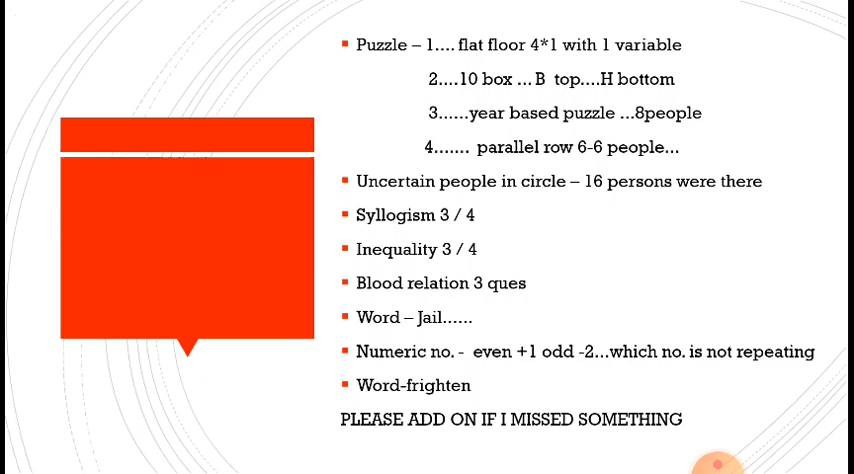 Puzzle – 1.... flat floor 4*1 with 1 variable
2....10 box ... B top....H bottom
3......year based puzzle ...8people
4....... parallel row 6-6 people...
Uncertain people in circle – 16 persons were there
Syllogism 3 / 4
Inequality 3 / 4
Blood relation 3 ques
Word – Jail......
Numeric no. - even +1 odd -2...which no. is not repeating
Word-frighten
PLEASE ADD ON IF I MISSED SOMETHING